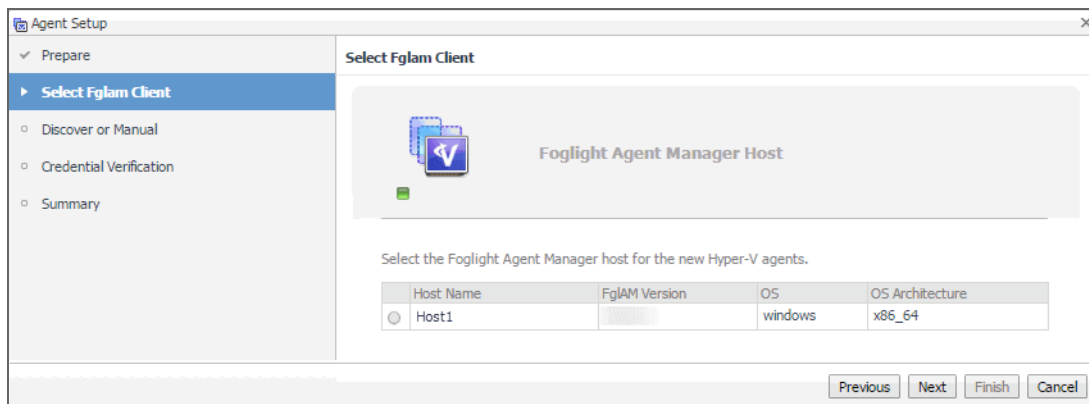 Agent Setup
Prepare
Select Fglam Client
Discover or Manual
Credential Verification
Summary
Select Fglam Client
Foglight Agent Manager Host
Select the Foglight Agent Manager host for the new Hyper-V agents.
Host Name FglAM Version OS OS Architecture
Host1 windows x86_64
Previous Next Finish Cancel